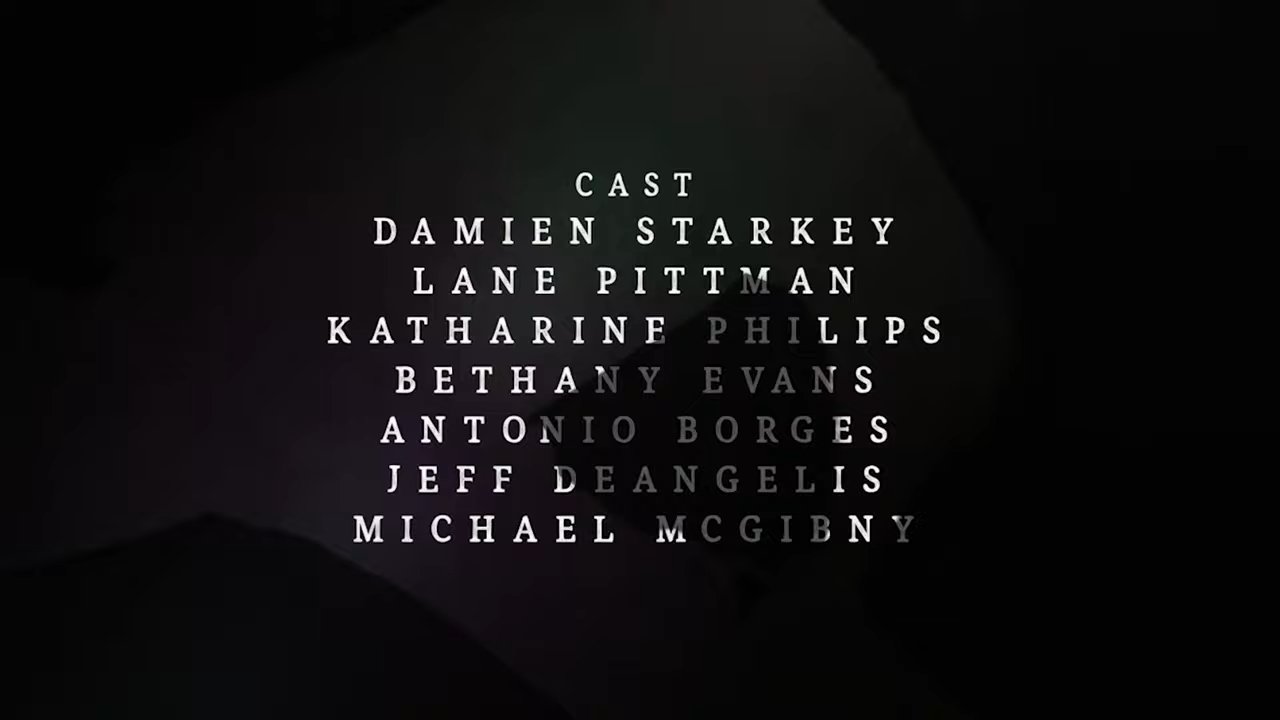 CAST
DAMIEN STARKEY
LANE PITTMAN
KATHARINE PHILIPS
BETHANY EVANS
ANTONIO BORGES
JEFF DEANGELIS
MICHAEL MCGIBNY